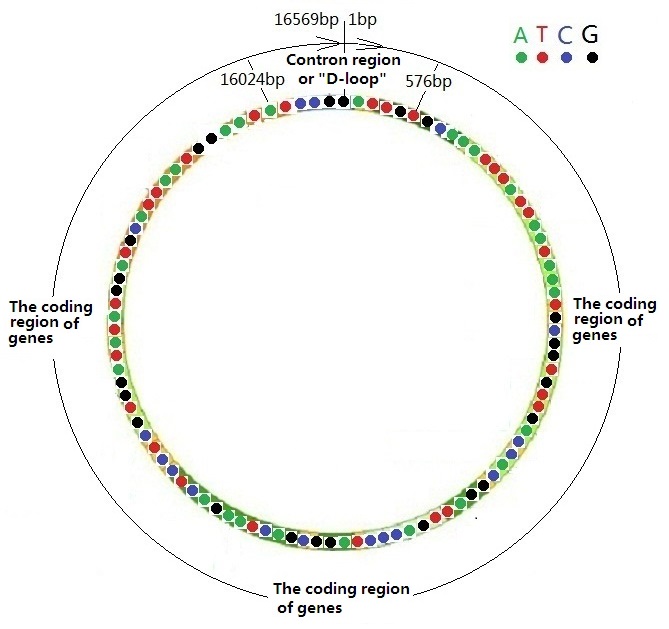 16569bp 1bp
A T C G
Contron region
or "D-loop"
16024bp
576bp
The coding
region of
genes
The coding
region of
genes
The coding region
of genes